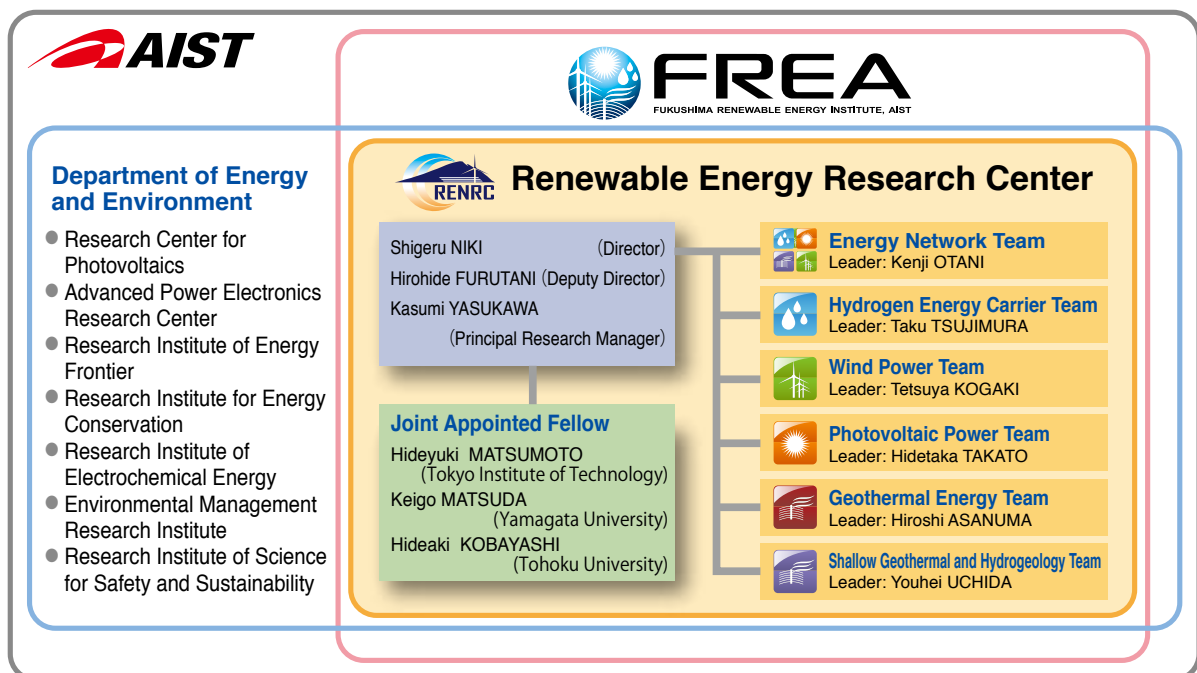 AIST
FREA
FUKUSHIMA RENEWABLE ENERGY INSTITUTE, AIST
Department of Energy
and Environment
● Research Center for
Photovoltaics
● Advanced Power Electronics
Research Center
● Research Institute of Energy
Frontier
● Research Institute for Energy
Conservation
● Research Institute of
Electrochemical Energy
● Environmental Management
Research Institute
● Research Institute of Science
for Safety and Sustainability
RENRC
Renewable Energy Research Center
Shigeru NIKI (Director)
Hirohide FURUTANI (Deputy Director)
Kasumi YASUKAWA
(Principal Research Manager)
Joint Appointed Fellow
Hideyuki MATSUMOTO
(Tokyo Institute of Technology)
Keigo MATSUDA
(Yamagata University)
Hideaki KOBAYASHI
(Tohoku University)
Energy Network Team
Leader: Kenji OTANI
Hydrogen Energy Carrier Team
Leader: Taku TSUJIMURA
Wind Power Team
Leader: Tetsuya KOGAKI
Photovoltaic Power Team
Leader: Hidetaka TAKATO
Geothermal Energy Team
Leader: Hiroshi ASANUMA
Shallow Geothermal and Hydrogeology Team
Leader: Youhei UCHIDA